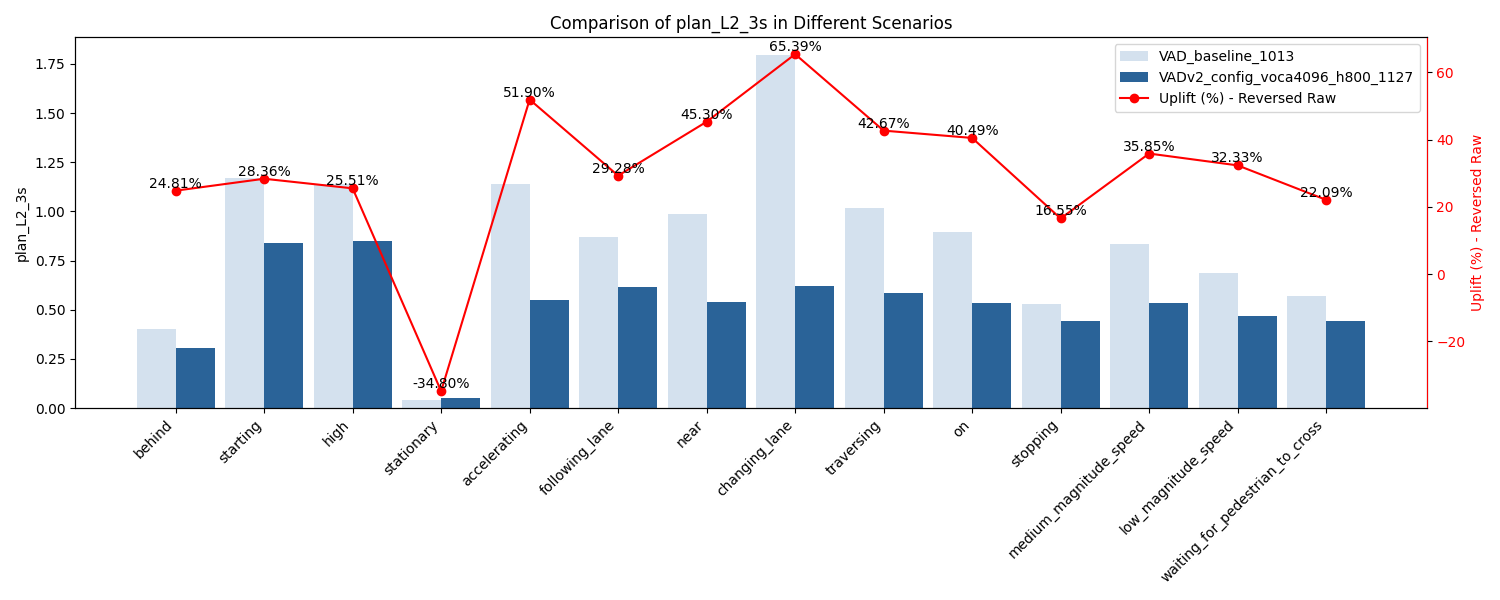 Comparison of plan_L2_3s in Different Scenarios
VAD_baseline_1013
VADv2_config_voca4096_h800_1127
Uplift (%) - Reversed Raw
plan_L2_3s
1.75
1.50
1.25
1.00
0.75
0.50
0.25
0.00
24.81%
28.36%
25.51%
-34.80%
51.90%
29.28%
45.30%
65.39%
42.67%
40.49%
16.55%
35.85%
32.33%
22.09%
60
40
20
0
−20
Uplift (%) - Reversed Raw
behind
starting
high
stationary
accelerating
following_lane
near
changing_lane
traversing
on
stopping
medium_magnitude_speed
low_magnitude_speed
waiting_for_pedestrian_to_cross